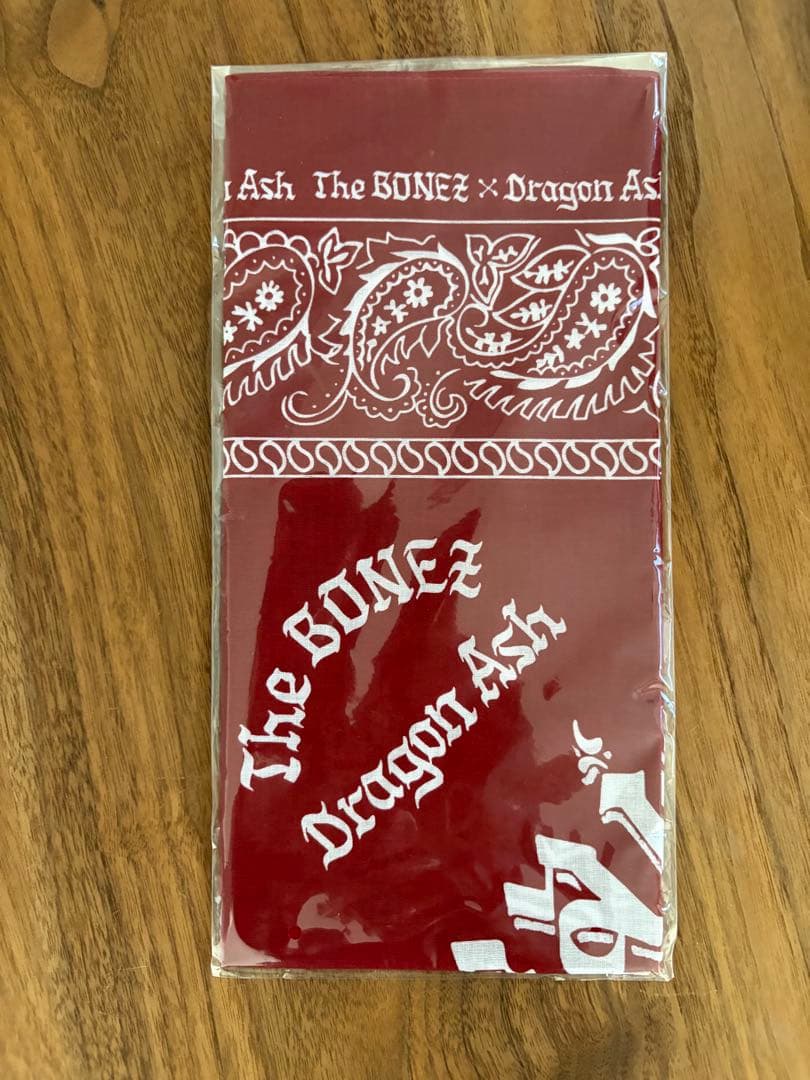 Ash The BONEZ × Dragon As
The BONEZ
Dragon Ash